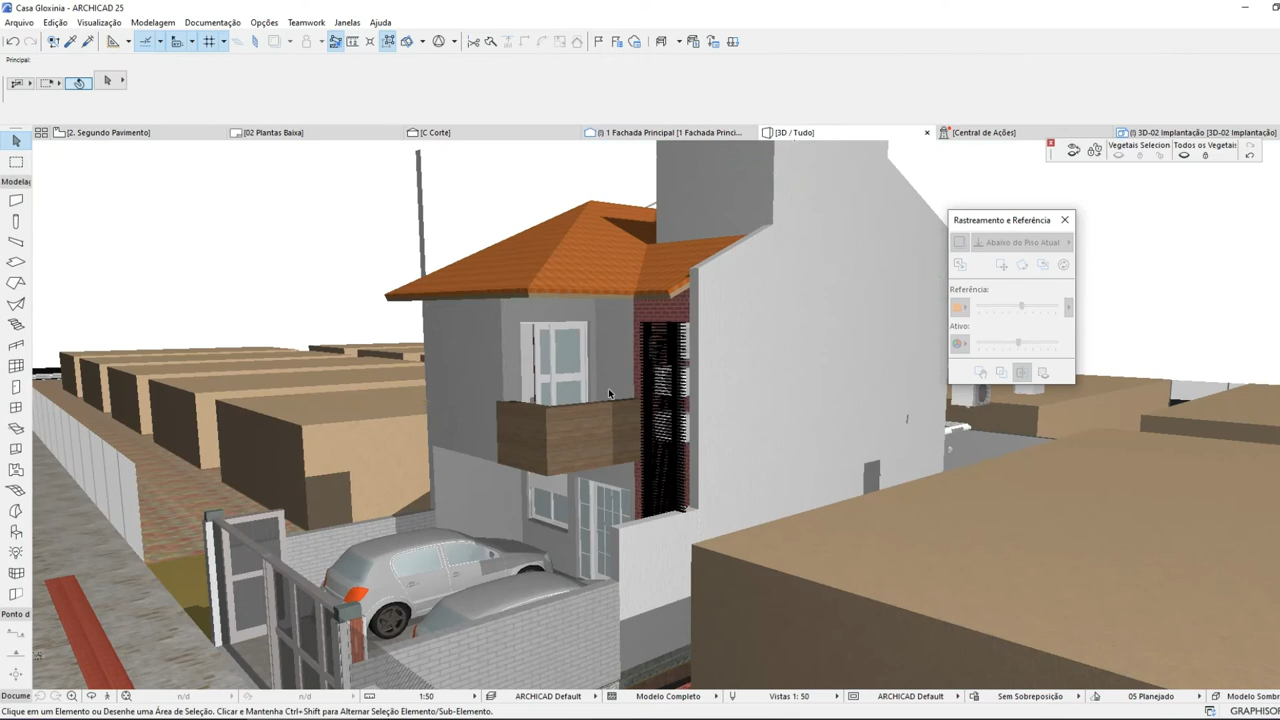 Casa Gloxinia - ARCHICAD 25
Arquivo Edição Visualização Modelagem Documentação Opções Teamwork Janelas Ajuda
Principal:
[2. Segundo Pavimento] [02 Plantas Baixa] [C Corte] (!) 1 Fachada Principal [1 Fachada Princi... [3D / Tudo] [Central de Ações] (!) 3D-02 Implantação [3D-02 Implantação]
Vegetais Selecion Todos os Vegetais
Modelag
Rastreamento e Referência
Abaixo do Piso Atual
Referência:
Ativo:
Ponto d
Docume n/d n/d 1:50 ARCHICAD Default Modelo Completo Vistas 1: 50 ARCHICAD Default Sem Sobreposição 05 Planejado Modelo Somb
Clique em um Elemento ou Desenhe uma Área de Seleção. Clicar e Mantenha Ctrl+Shift para Alternar Seleção Elemento/Sub-Elemento.
GRAPHISOF